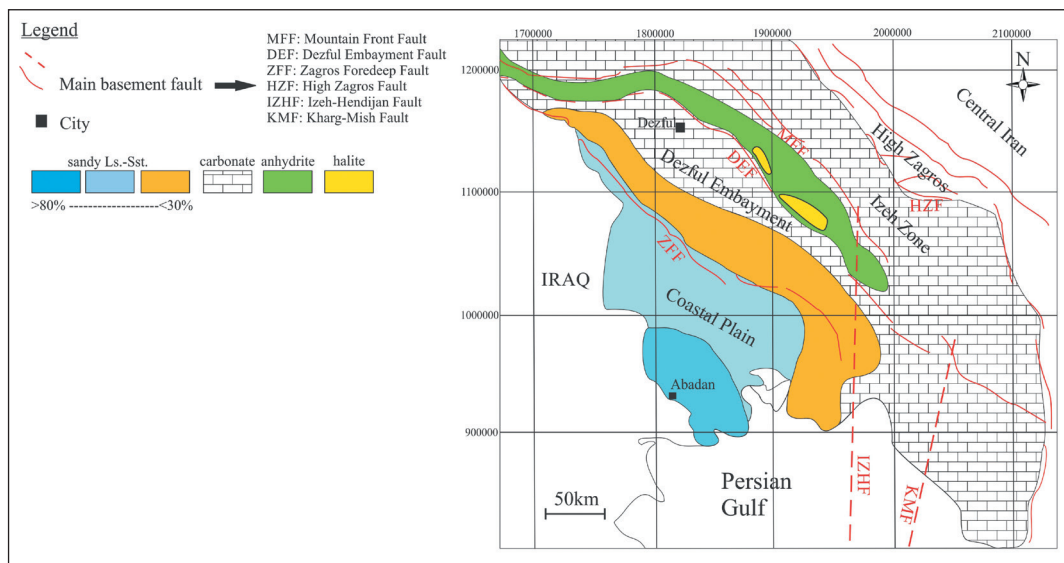 Legend
Main basement fault
City
MFF: Mountain Front Fault
DEF: Dezful Embayment Fault
ZFF: Zagros Foredeep Fault
HZF: High Zagros Fault
IZHF: Izeh-Hendijan Fault
KMF: Kharg-Mish Fault
sandy Ls.-Sst. carbonate anhydrite halite
>80% ---------------<30%
1700000 1800000 1900000 2000000 2100000
1200000
1100000
1000000
900000
N
Central Iran
High Zagros
HZF
Izeh Zone
MFF
Dezful
DEF
Dezful Embayment
ZFF
IRAQ
Coastal Plain
Abadan
IZHF
KMF
Persian
Gulf
50km